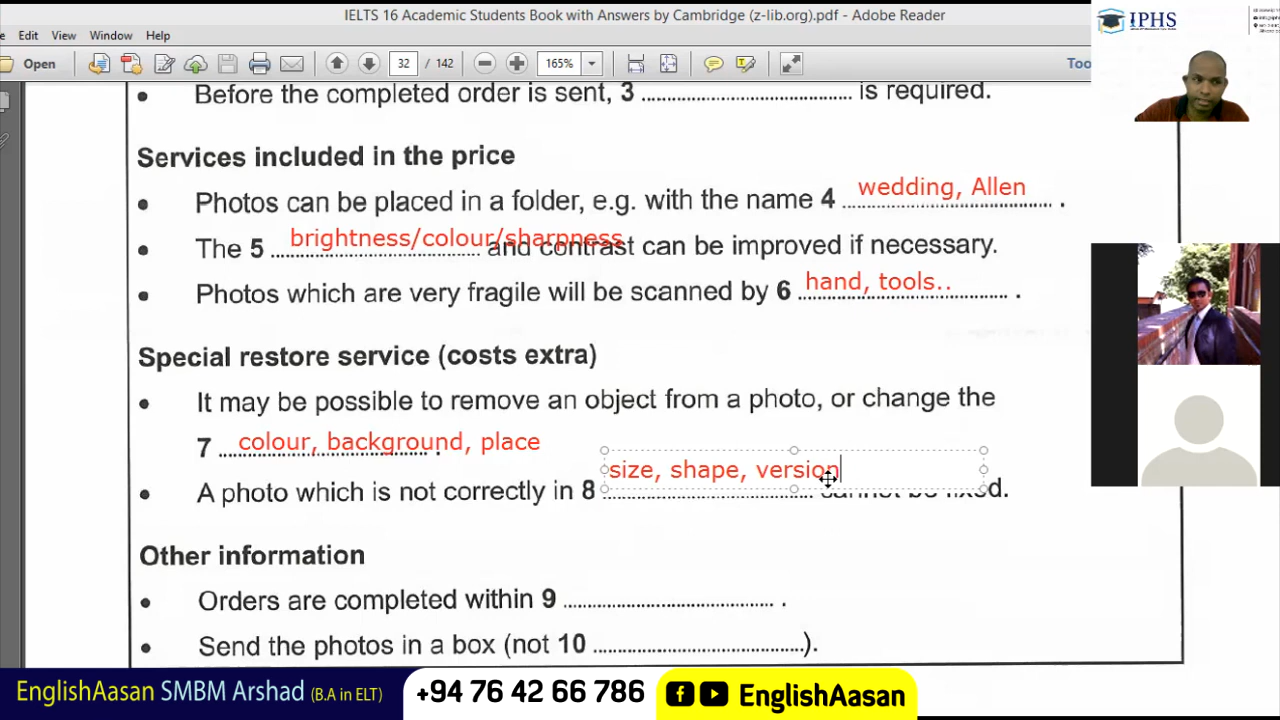 IELTS 16 Academic Students Book with Answers by Cambridge (z-lib.org).pdf - Adobe Reader
IPHS
Edit View Window Help
Open 32 / 142 165% Too
Before the completed order is sent, 3 ........ is required.
Services included in the price
• Photos can be placed in a folder, e.g. with the name 4 wedding, Allen .
• The 5 brightness/colour/sharpness and contrast can be improved if necessary.
• Photos which are very fragile will be scanned by 6 hand, tools.. .
Special restore service (costs extra)
• It may be possible to remove an object from a photo, or change the
7 colour, background, place .
size, shape, version
• A photo which is not correctly in 8 ........ cannot be fixed.
Other information
• Orders are completed within 9 ........ .
• Send the photos in a box (not 10 ........).
EnglishAasan SMBM Arshad (B.A in ELT) +94 76 42 66 786 EnglishAasan